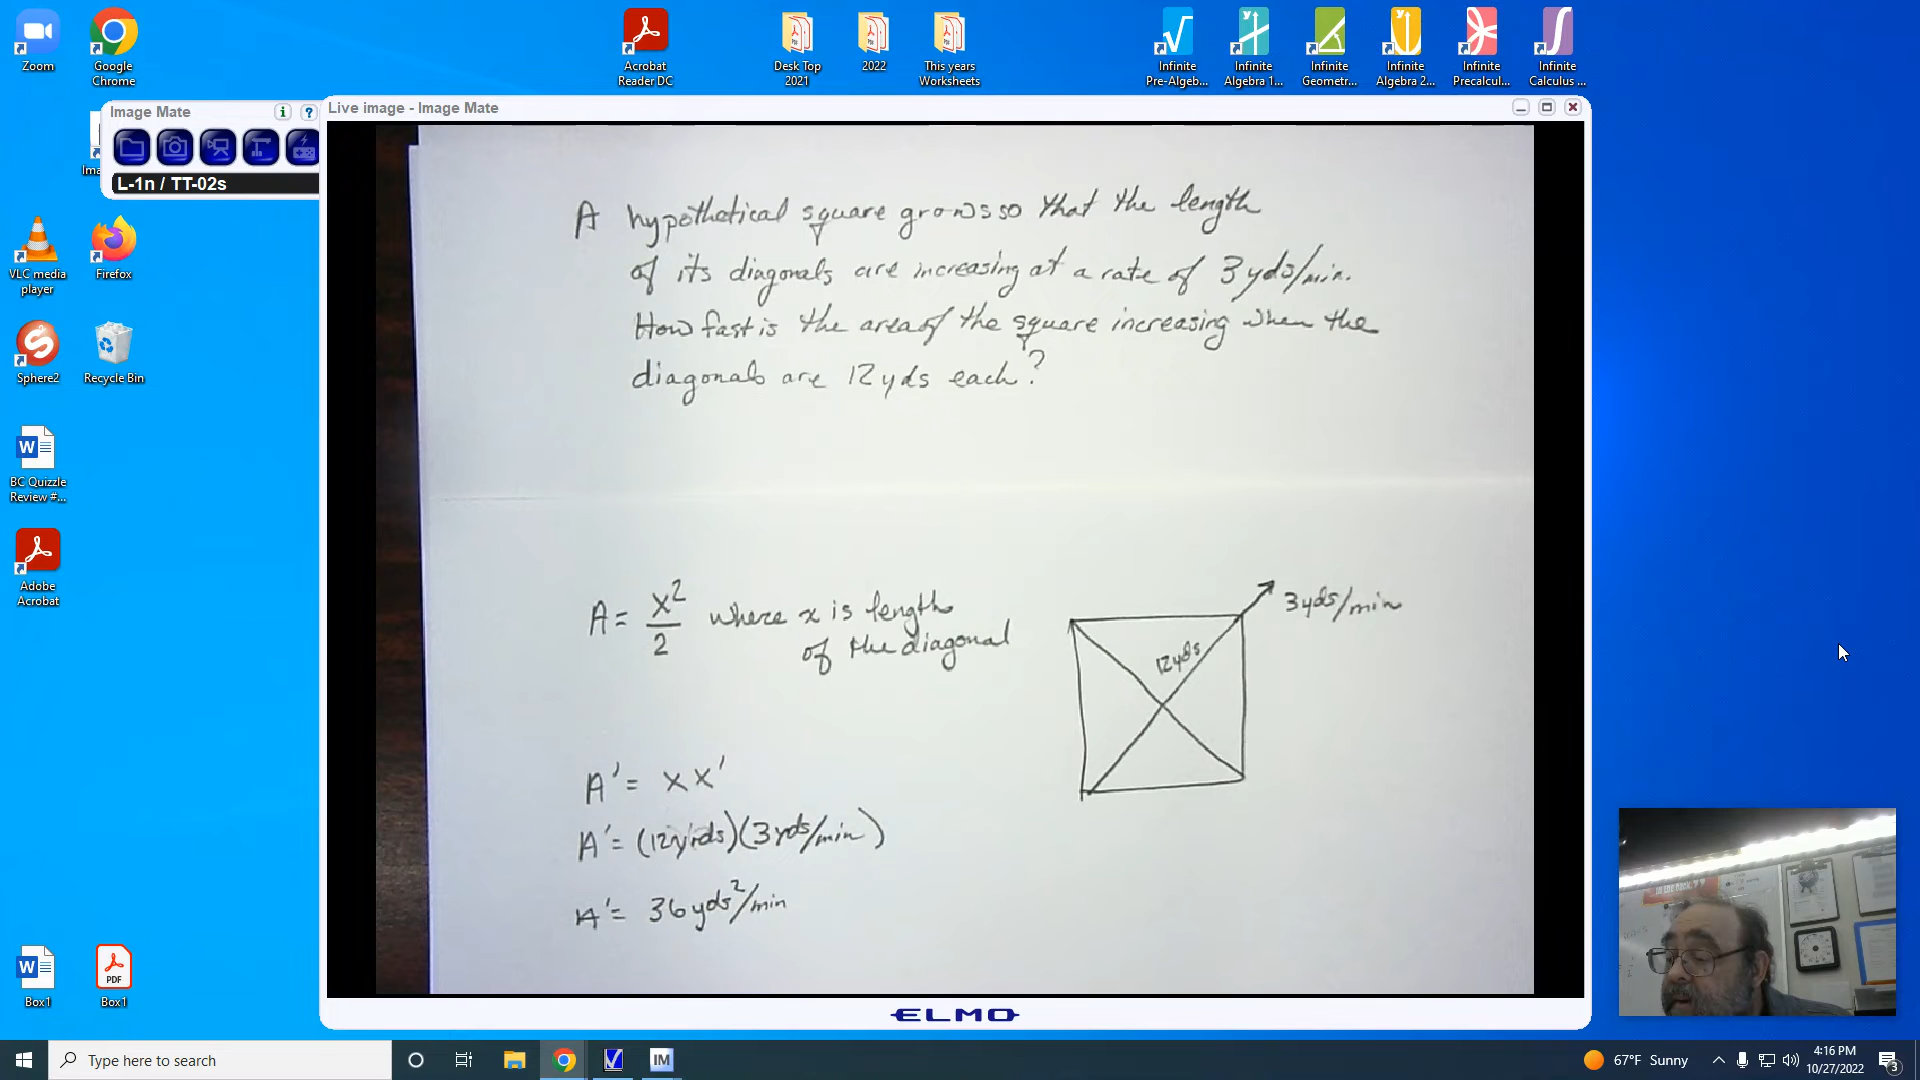 Zoom
Google Chrome
Acrobat Reader DC
Desk Top 2021
2022
This years Worksheets
Infinite Pre-Algeb...
Infinite Algebra 1...
Infinite Geometr...
Infinite Algebra 2...
Infinite Precalcul...
Infinite Calculus ...
Image Mate
L-1n / TT-02s
Live image - Image Mate
VLC media player
Firefox
Sphere2
Recycle Bin
BC Quizzle Review #...
Adobe Acrobat
Box1
PDF
Box1
A hypothetical square grows so that the length
of its diagonals are increasing at a rate of 3yds/min.
How fast is the area of the square increasing when the
diagonals are 12yds each?
A = x²/2 where x is length
of the diagonal
3yds/min
12yds
A' = x x'
A' = (12yds)(3yds/min)
A' = 36yds²/min
ELMO
Type here to search
IM
67°F Sunny
4:16 PM
10/27/2022
3